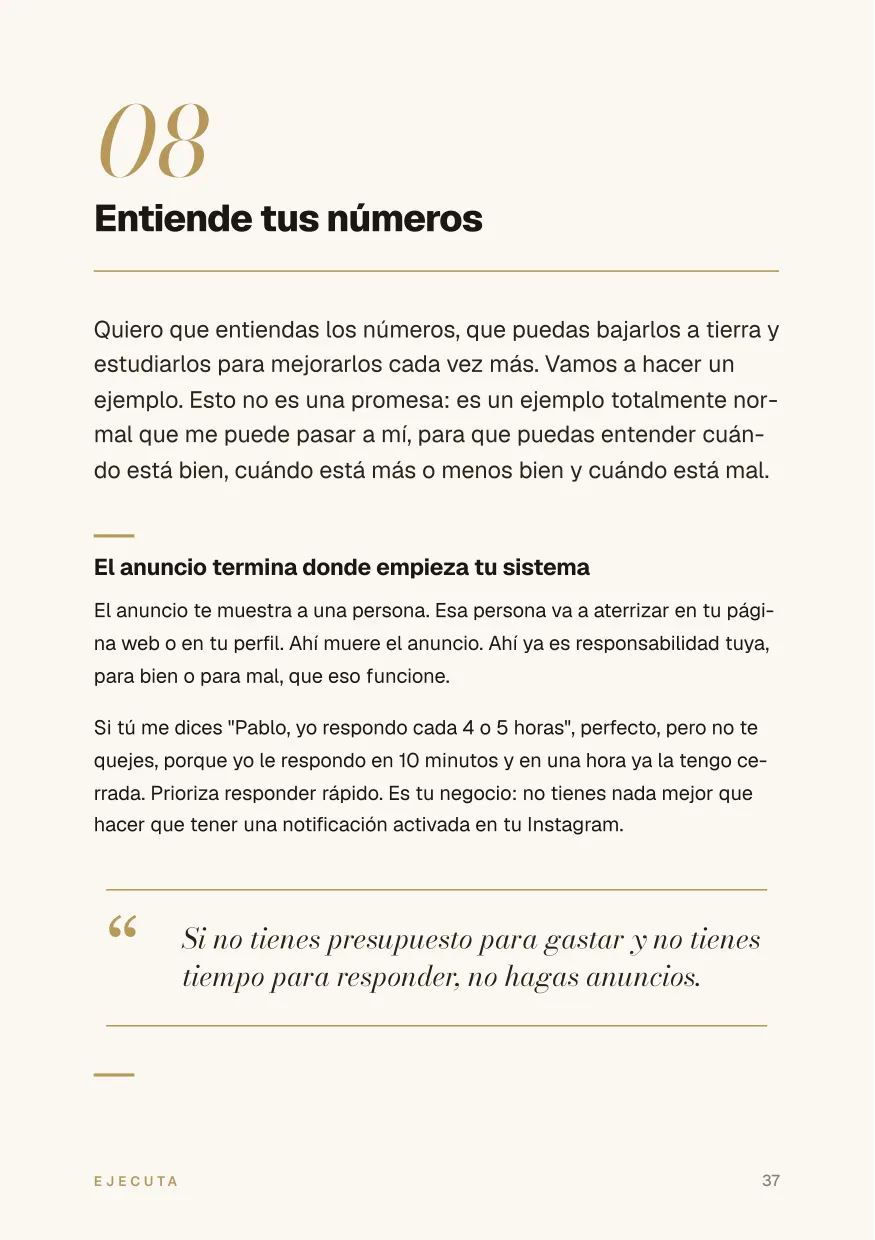 08
Entiende tus números
Quiero que entiendas los números, que puedas bajarlos a tierra y
estudiarlos para mejorarlos cada vez más. Vamos a hacer un
ejemplo. Esto no es una promesa: es un ejemplo totalmente nor-
mal que me puede pasar a mí, para que puedas entender cuán-
do está bien, cuándo está más o menos bien y cuándo está mal.
El anuncio termina donde empieza tu sistema
El anuncio te muestra a una persona. Esa persona va a aterrizar en tu pági-
na web o en tu perfil. Ahí muere el anuncio. Ahí ya es responsabilidad tuya,
para bien o para mal, que eso funcione.
Si tú me dices "Pablo, yo respondo cada 4 o 5 horas", perfecto, pero no te
quejes, porque yo le respondo en 10 minutos y en una hora ya la tengo ce-
rrada. Prioriza responder rápido. Es tu negocio: no tienes nada mejor que
hacer que tener una notificación activada en tu Instagram.
“ Si no tienes presupuesto para gastar y no tienes
tiempo para responder, no hagas anuncios.
EJECUTA
37